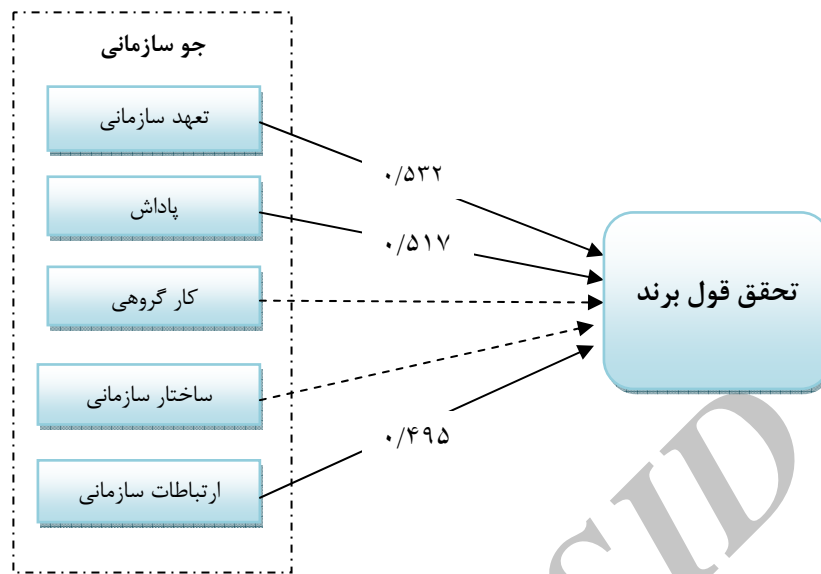 جو سازمانی
تعهد سازمانی
۰/۵۳۲
پاداش
۰/۵۱۷
تحقق قول برند
کار گروهی
ساختار سازمانی
۰/۴۹۵
ارتباطات سازمانی
SID